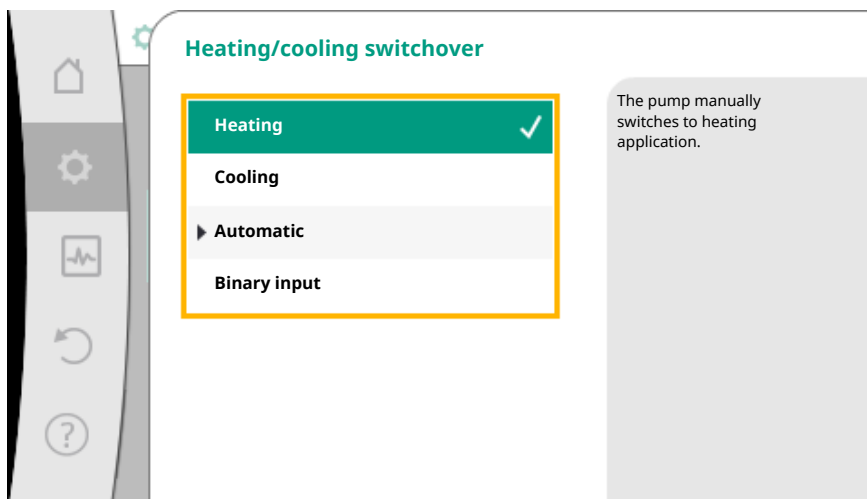 Heating/cooling switchover
Heating
Cooling
Automatic
Binary input
The pump manually
switches to heating
application.
?